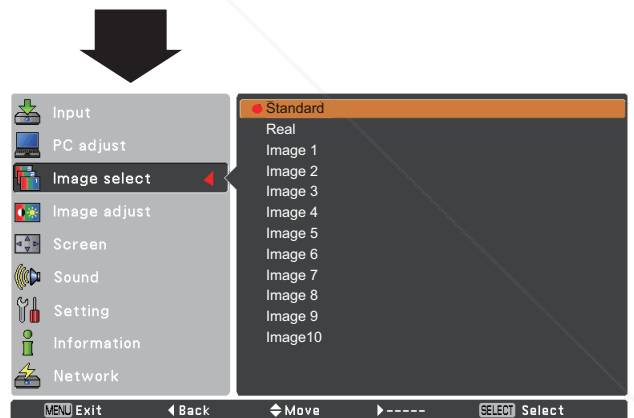 Input
PC adjust
Image select
Image adjust
Screen
Sound
Setting
Information
Network
Standard
Real
Image 1
Image 2
Image 3
Image 4
Image 5
Image 6
Image 7
Image 8
Image 9
Image10
MENU Exit ◀Back ◆Move ▶----- SELECT Select